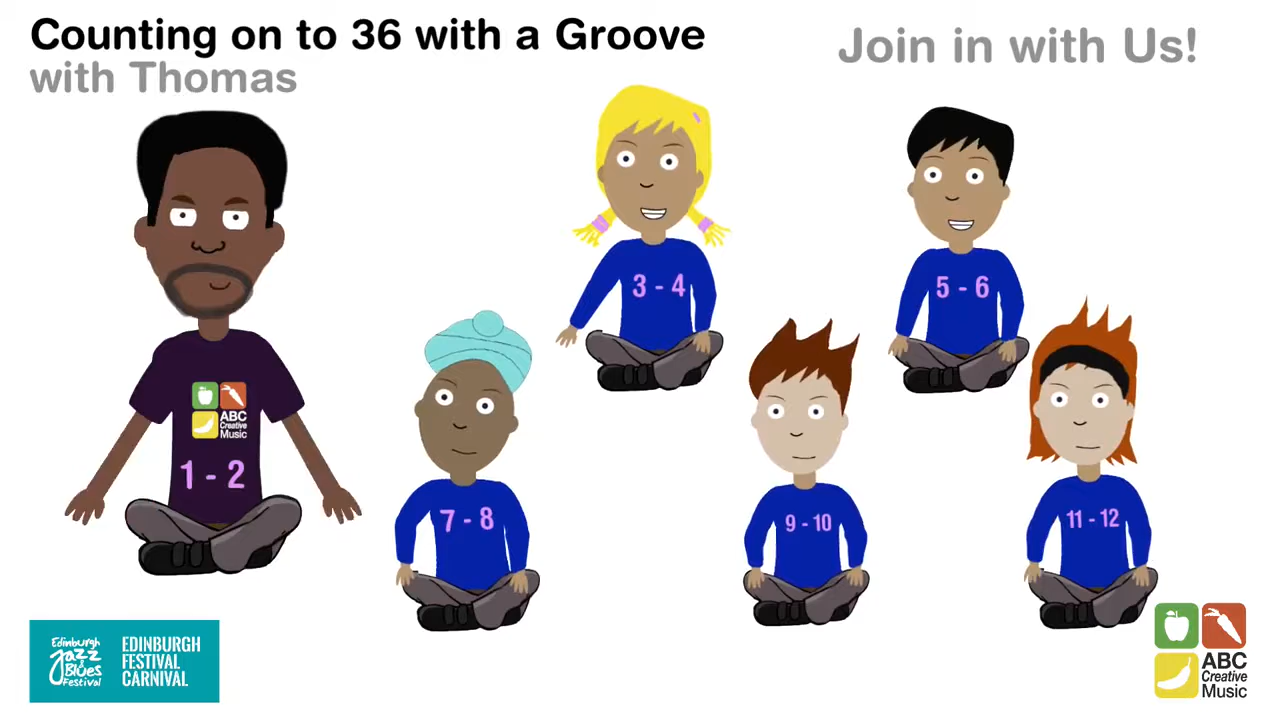 Counting on to 36 with a Groove
with Thomas
Join in with Us!
ABC
Creative
Music
1 - 2
3 - 4
5 - 6
7 - 8
9 - 10
11 - 12
Edinburgh
Jazz
& Blues
Festival
EDINBURGH
FESTIVAL
CARNIVAL
ABC
Creative
Music